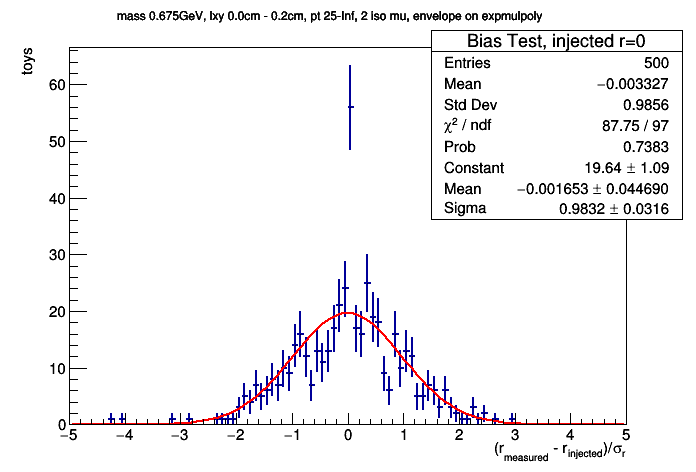 mass 0.675GeV, lxy 0.0cm - 0.2cm, pt 25-Inf, 2 iso mu, envelope on expmulpoly
Bias Test, injected r=0
Entries 500
Mean −0.003327
Std Dev 0.9856
χ² / ndf 87.75 / 97
Prob 0.7383
Constant 19.64 ± 1.09
Mean −0.001653 ± 0.044690
Sigma 0.9832 ± 0.0316
toys
60
50
40
30
20
10
0
−5 −4 −3 −2 −1 0 1 2 3 4 5
(r_measured - r_injected)/σ_r